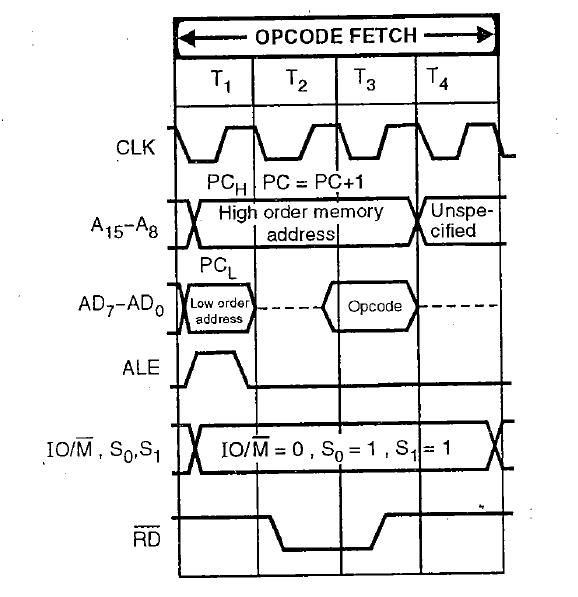 OPCODE FETCH
T1 T2 T3 T4
CLK
PCH PC = PC+1
A15–A8
High order memory address
Unspe-
cified
PCL
AD7–AD0
Low order address
Opcode
ALE
IO/M̅ , S0,S1
IO/M̅ = 0 , S0 = 1 , S1 = 1
R̅D̅